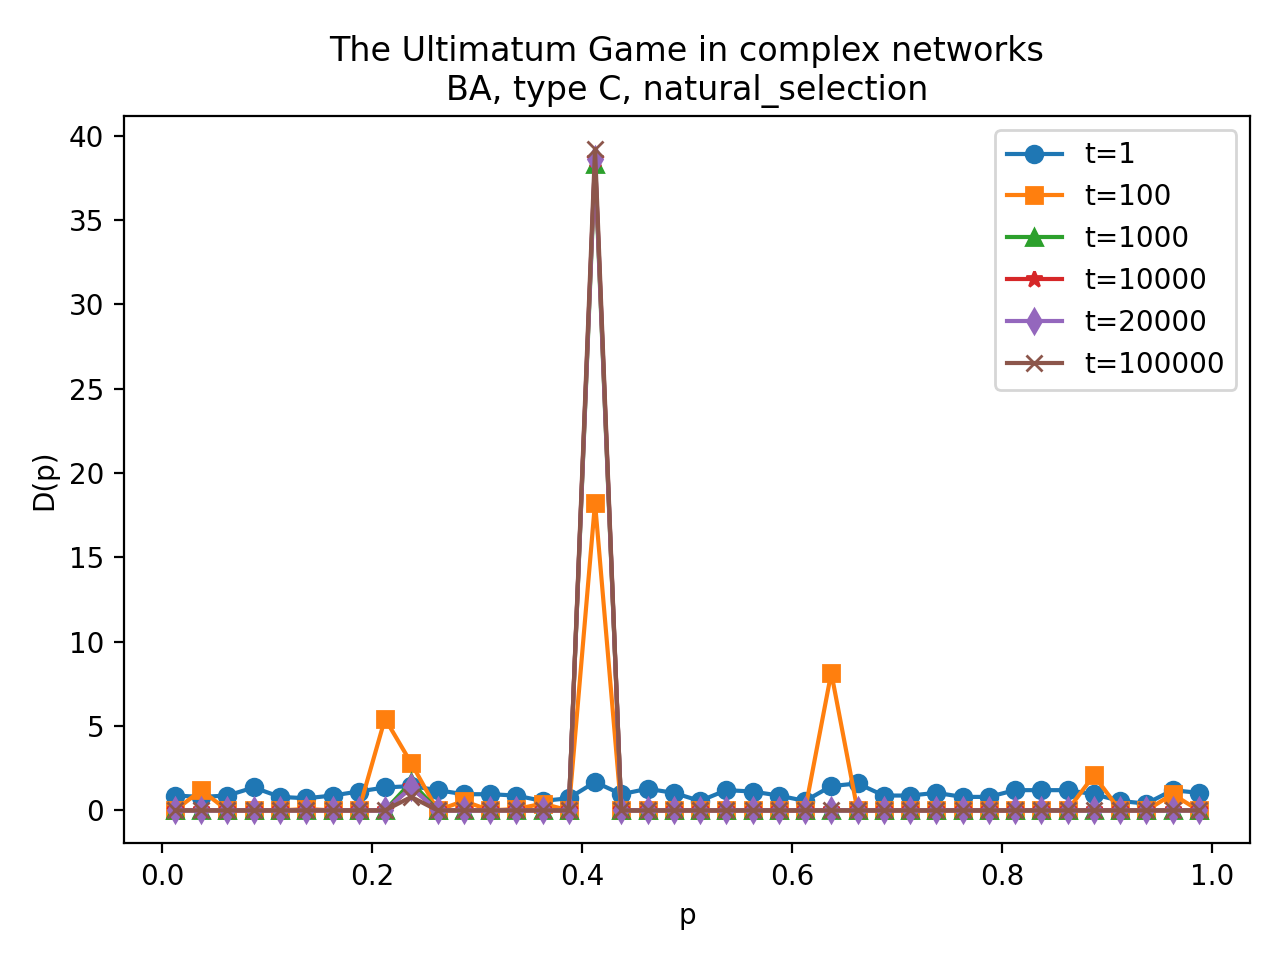 The Ultimatum Game in complex networks
BA, type C, natural_selection
40
35
30
25
20
15
10
5
0
D(p)
t=1
t=100
t=1000
t=10000
t=20000
t=100000
0.0 0.2 0.4 0.6 0.8 1.0
p